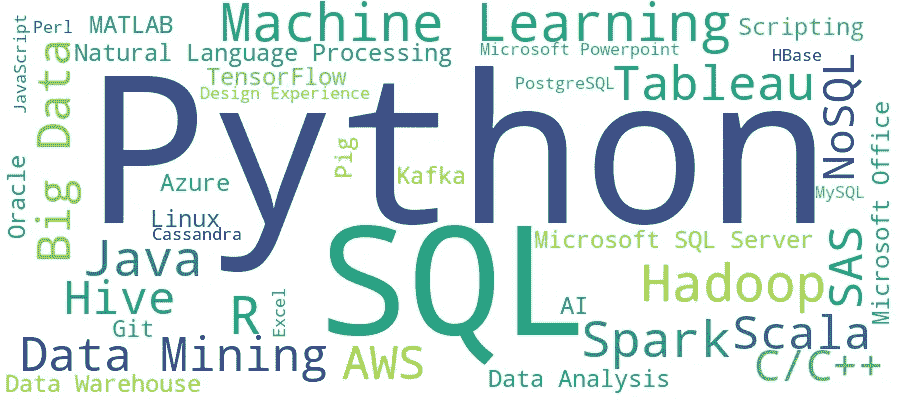 Machine Learning
MATLAB
Perl
JavaScript
Scripting
Natural Language Processing
Microsoft Powerpoint
HBase
TensorFlow
Design Experience
PostgreSQL
Tableau
NoSQL
Big Data
Python
Pig
Kafka
Azure
MySQL
Microsoft Office
Oracle
Linux
Cassandra
SQL
Microsoft SQL Server
Java
Hadoop
SAS
Hive
R
Excel
AI
Git
Spark
Scala
Data Mining
AWS
C/C++
Data Warehouse
Data Analysis